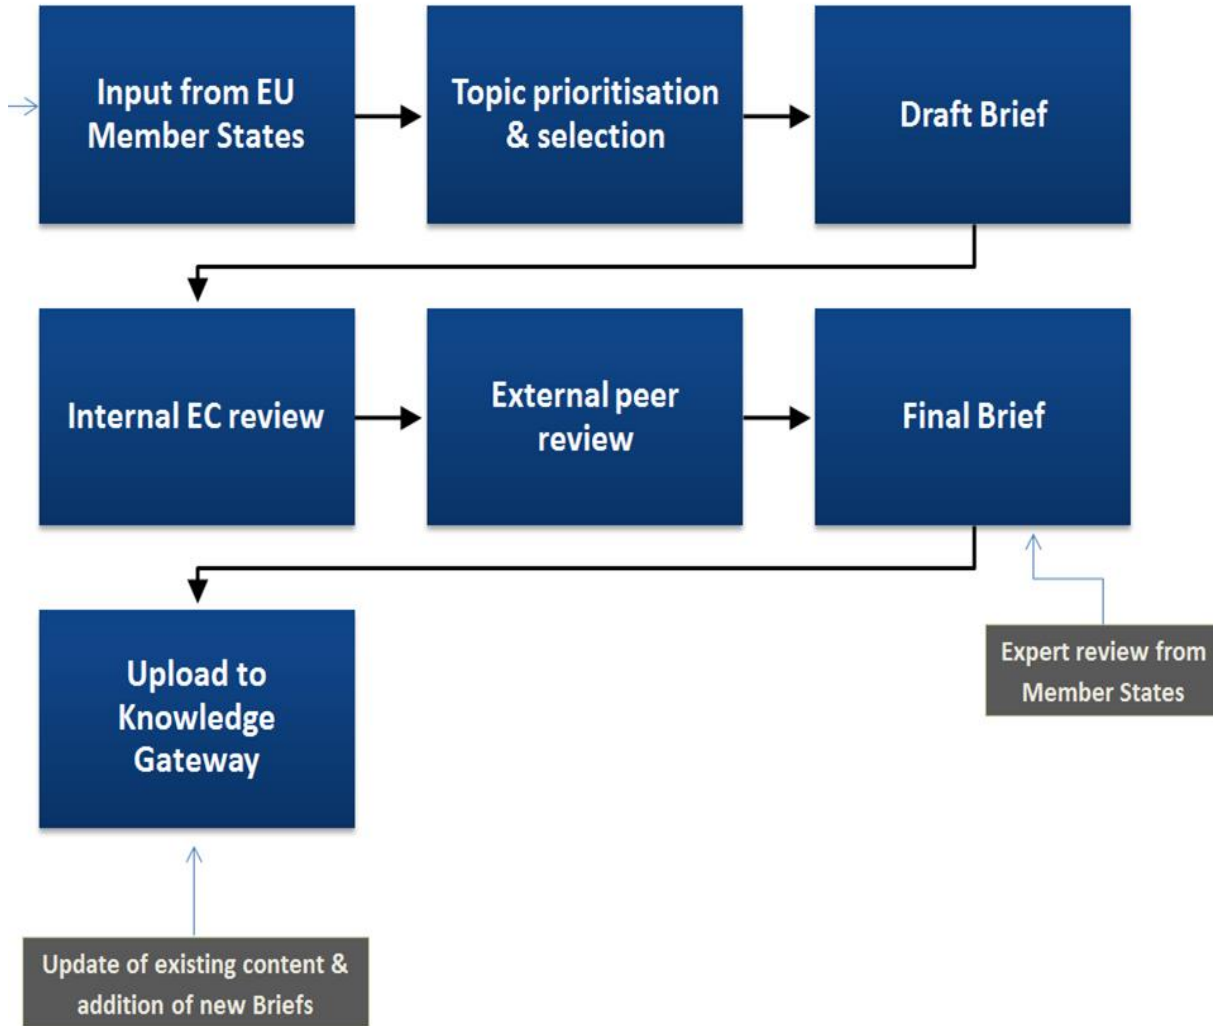 Input from EU
Member States
Topic prioritisation
& selection
Draft Brief
Internal EC review
External peer
review
Final Brief
Upload to
Knowledge
Gateway
Expert review from
Member States
Update of existing content &
addition of new Briefs